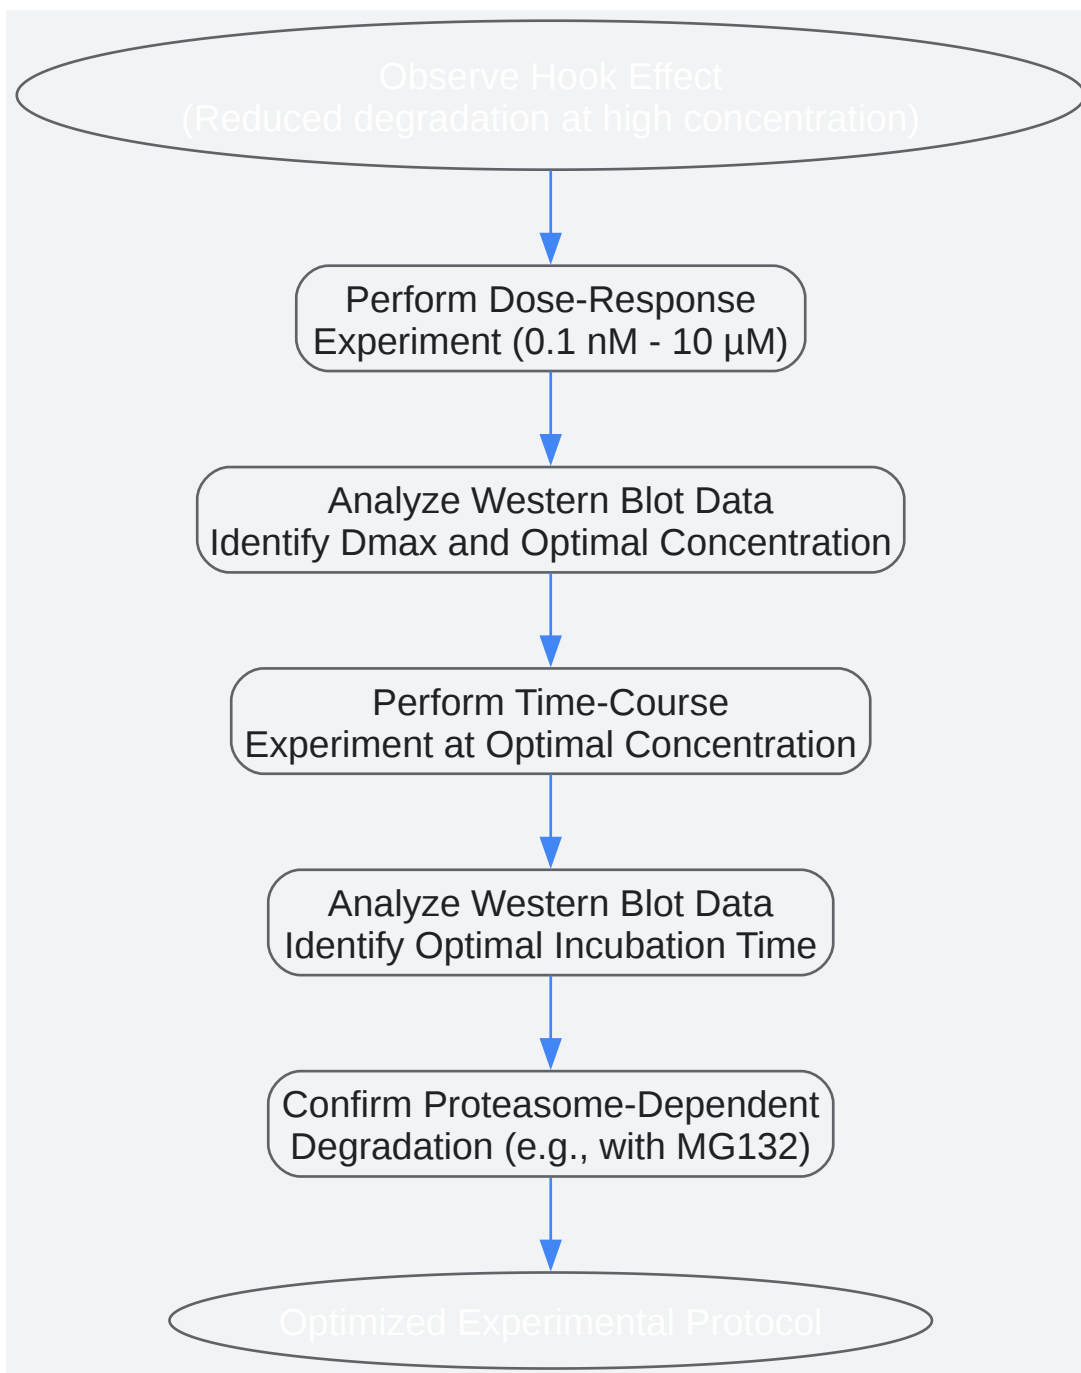 Observe Hook Effect
(Reduced degradation at high concentration)
Perform Dose-Response
Experiment (0.1 nM - 10 µM)
Analyze Western Blot Data
Identify Dmax and Optimal Concentration
Perform Time-Course
Experiment at Optimal Concentration
Analyze Western Blot Data
Identify Optimal Incubation Time
Confirm Proteasome-Dependent
Degradation (e.g., with MG132)
Optimized Experimental Protocol